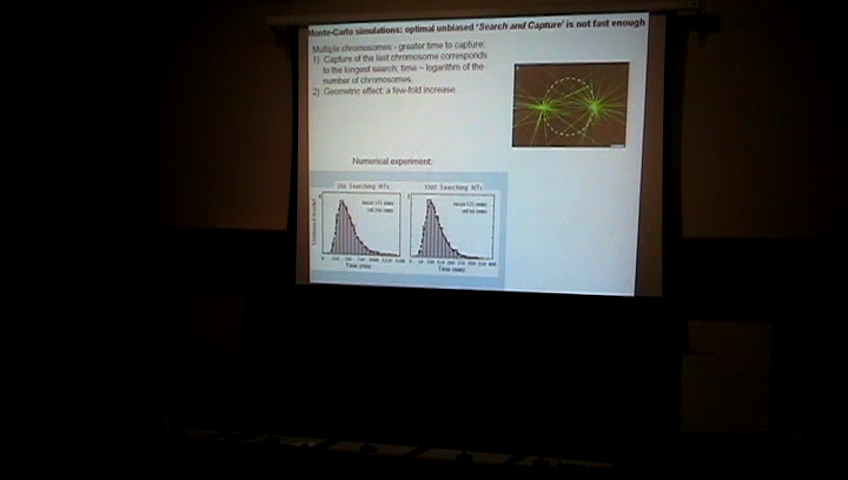 Monte-Carlo simulations: optimal unbiased 'Search and Capture' is not fast enough
Multiple chromosomes - greater time to capture:
1) Capture of the last chromosome corresponds
to the longest search; time ~ logarithm of the
number of chromosomes.
2) Geometric effect: a few-fold increase.
Numerical experiment:
250 Searching MTs
1000 Searching MTs
Time (min)
Time (min)